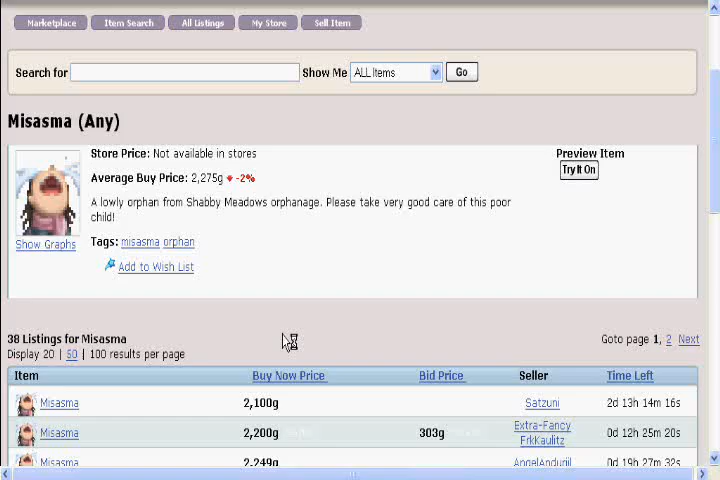 Marketplace Item Search All Listings My Store Sell Item
Search for Show Me ALL Items Go
Misasma (Any)
Store Price: Not available in stores
Preview Item
Average Buy Price: 2,275g -2%
Try It On
A lowly orphan from Shabby Meadows orphanage. Please take very good care of this poor
child!
Tags: misasma orphan
Show Graphs
Add to Wish List
38 Listings for Misasma
Goto page 1, 2 Next
Display 20 | 50 | 100 results per page
Item Buy Now Price Bid Price Seller Time Left
Misasma 2,100g Satzuni 2d 13h 14m 16s
Misasma 2,200g 303g Extra-Fancy FrkKaulitz 0d 12h 25m 20s
Misasma 2,249g 0d 19h 27m 32s